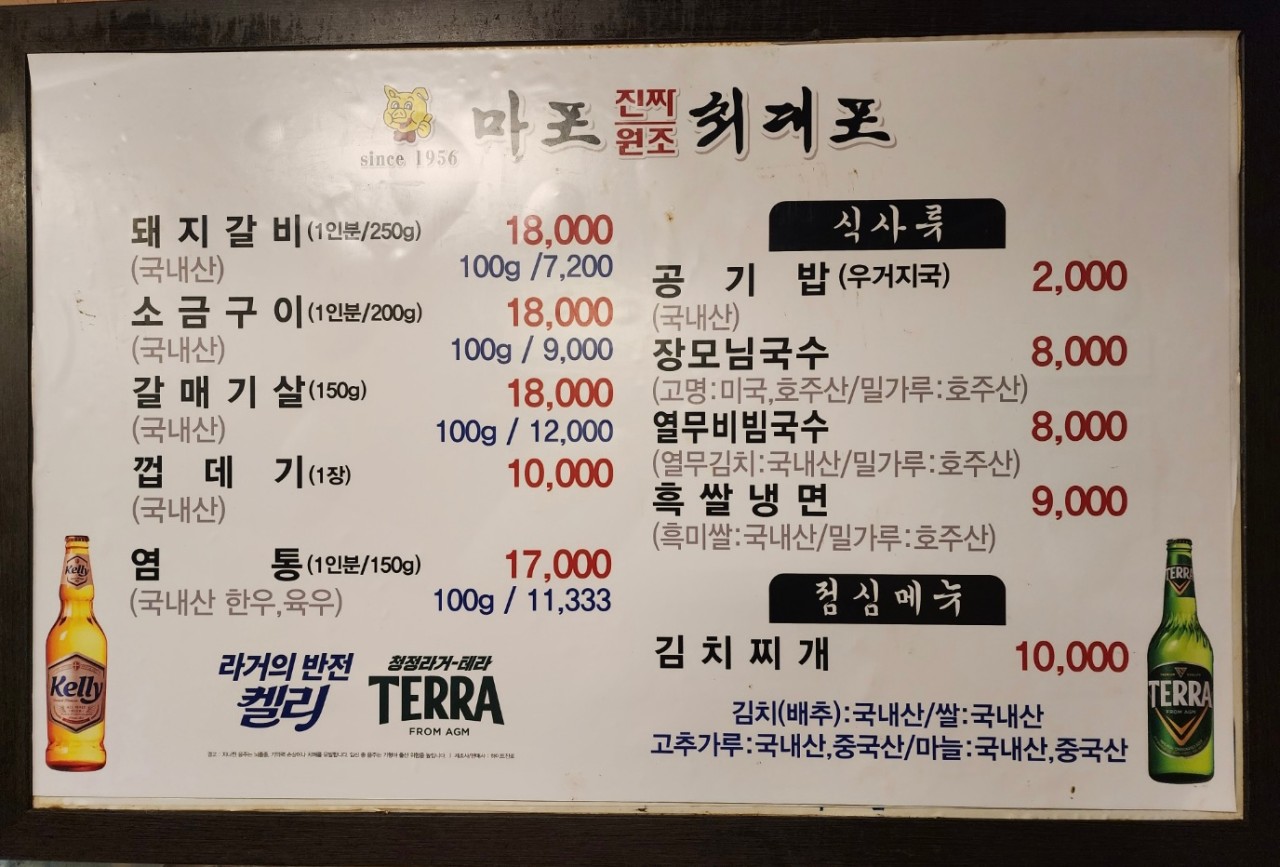 since 1956
마포 진짜 원조 최대포
돼지갈비(1인분/250g) 18,000
(국내산) 100g /7,200
소금구이(1인분/200g) 18,000
(국내산) 100g / 9,000
갈매기살(150g) 18,000
(국내산) 100g / 12,000
껍데기(1장) 10,000
(국내산)
염통(1인분/150g) 17,000
(국내산 한우,육우) 100g / 11,333
식사류
공기밥(우거지국) 2,000
(국내산)
장모님국수 8,000
(고명:미국,호주산/밀가루:호주산)
열무비빔국수 8,000
(열무김치:국내산/밀가루:호주산)
흑쌀냉면 9,000
(흑미쌀:국내산/밀가루:호주산)
점심메뉴
김치찌개 10,000
김치(배추):국내산/쌀:국내산
고추가루:국내산,중국산/마늘:국내산,중국산
Kelly
Kelly
라거의 반전
켈리
청정라거-테라
TERRA
FROM AGM
TERRA
TERRA
FROM AGM